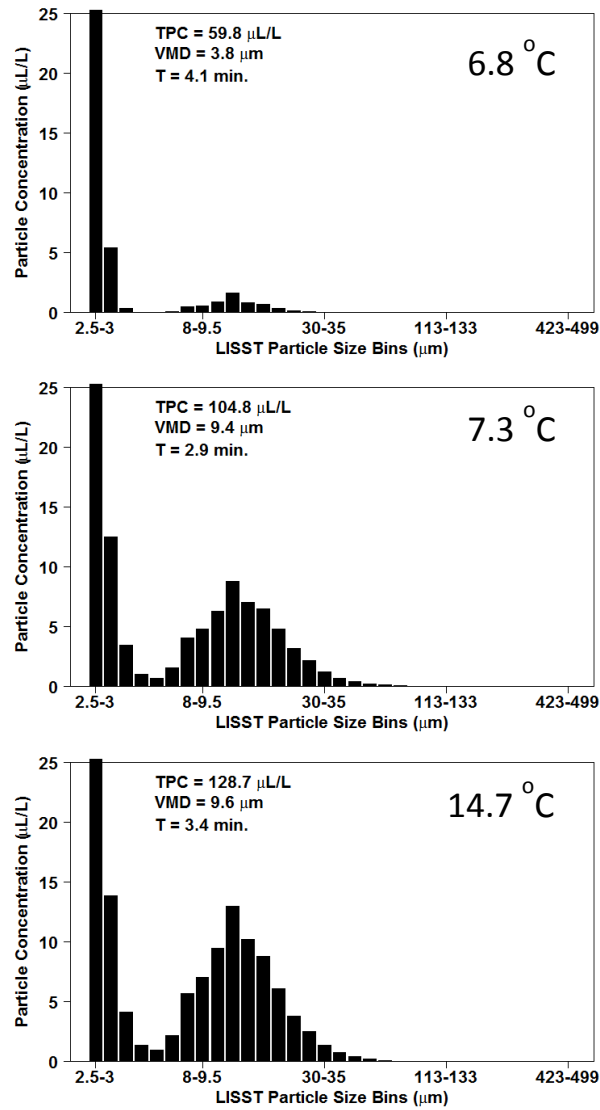 TPC = 59.8 μL/L
VMD = 3.8 μm
T = 4.1 min.
6.8 °C
Particle Concentration (μL/L)
25
20
15
10
5
0
2.5-3 8-9.5 30-35 113-133 423-499
LISST Particle Size Bins (μm)
TPC = 104.8 μL/L
VMD = 9.4 μm
T = 2.9 min.
7.3 °C
Particle Concentration (μL/L)
25
20
15
10
5
0
2.5-3 8-9.5 30-35 113-133 423-499
LISST Particle Size Bins (μm)
TPC = 128.7 μL/L
VMD = 9.6 μm
T = 3.4 min.
14.7 °C
Particle Concentration (μL/L)
25
20
15
10
5
0
2.5-3 8-9.5 30-35 113-133 423-499
LISST Particle Size Bins (μm)